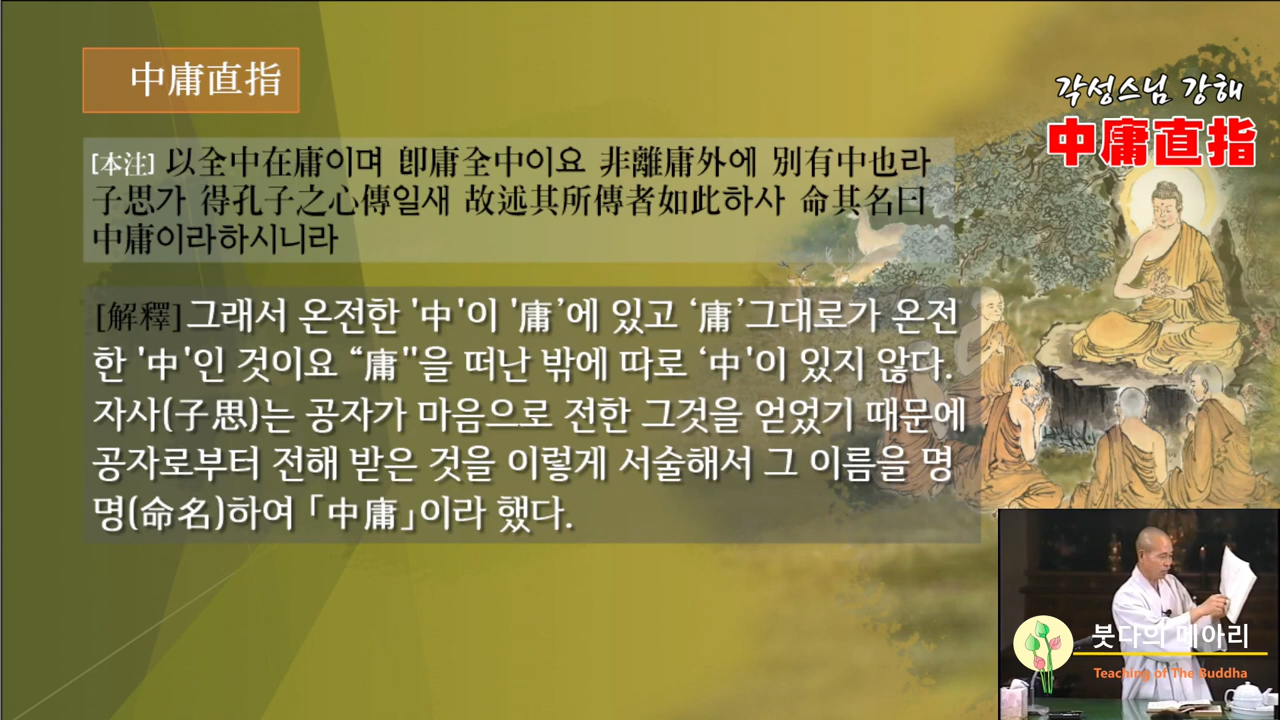 中庸直指
각성스님 강해
中庸直指
[本注] 以全中在庸이며 卽庸全中이요 非離庸外에 別有中也라
子思가 得孔子之心傳일새 故述其所傳者如此하사 命其名曰
中庸이라하시니라
[解釋]그래서 온전한 '中'이 '庸’에 있고 ‘庸’그대로가 온전
한 '中'인 것이요 “庸"을 떠난 밖에 따로 ‘中'이 있지 않다.
자사(子思)는 공자가 마음으로 전한 그것을 얻었기 때문에
공자로부터 전해 받은 것을 이렇게 서술해서 그 이름을 명
명(命名)하여「中庸」이라 했다.
붓다의 메아리
Teaching of The Buddha